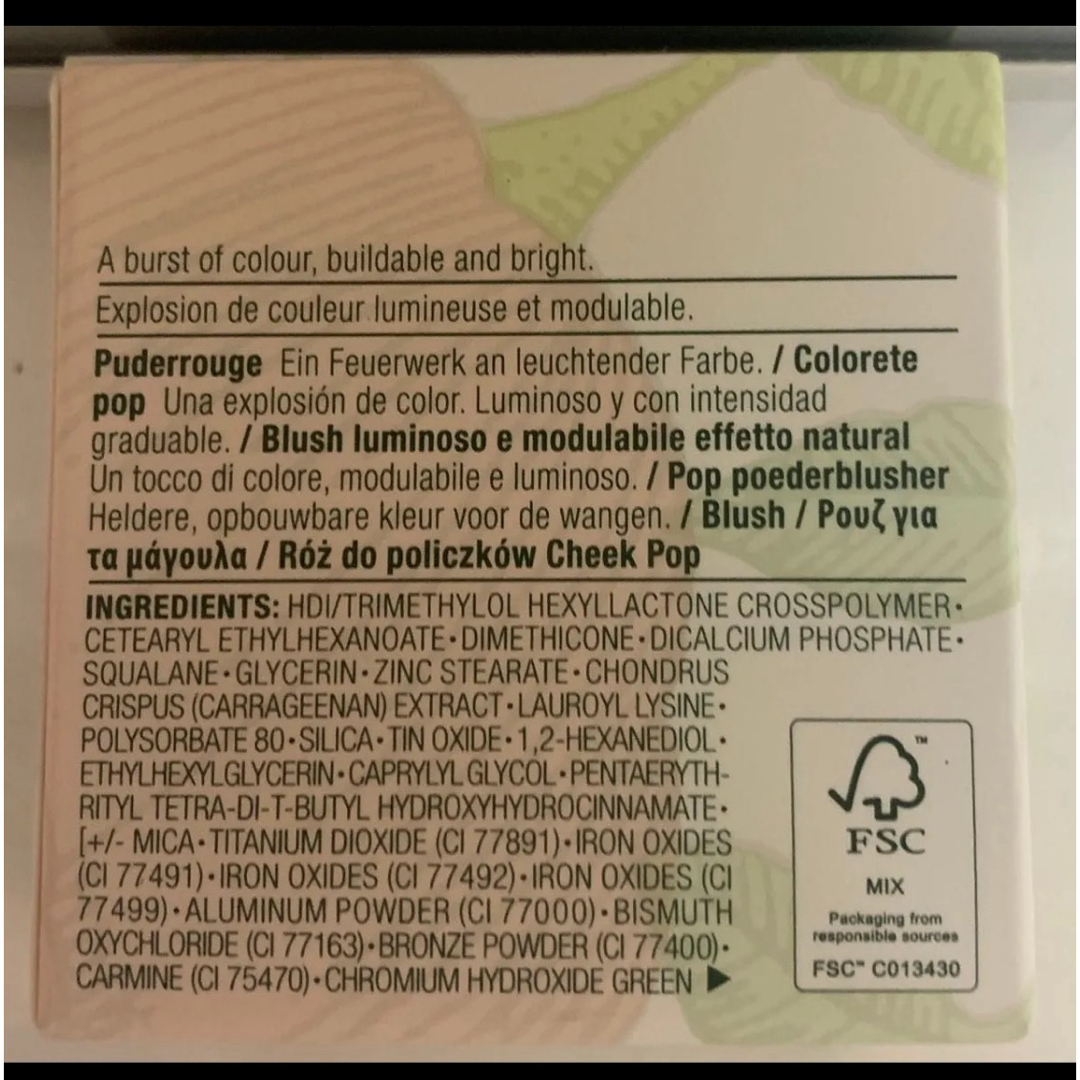 A burst of colour, buildable and bright.
Explosion de couleur lumineuse et modulable.
Puderrouge Ein Feuerwerk an leuchtender Farbe. / Colorete
pop Una explosión de color. Luminoso y con intensidad
graduable. / Blush luminoso e modulabile effetto natural
Un tocco di colore, modulabile e luminoso. / Pop poederblusher
Heldere, opbouwbare kleur voor de wangen. / Blush / Ρουζ για
τα μάγουλα / Róż do policzków Cheek Pop
INGREDIENTS: HDI/TRIMETHYLOL HEXYLLACTONE CROSSPOLYMER•
CETEARYL ETHYLHEXANOATE•DIMETHICONE•DICALCIUM PHOSPHATE•
SQUALANE•GLYCERIN•ZINC STEARATE•CHONDRUS
CRISPUS (CARRAGEENAN) EXTRACT•LAUROYL LYSINE•
POLYSORBATE 80•SILICA•TIN OXIDE•1,2-HEXANEDIOL•
ETHYLHEXYLGLYCERIN•CAPRYLYL GLYCOL•PENTAERYTH-
RITYL TETRA-DI-T-BUTYL HYDROXYHYDROCINNAMATE•
[+/- MICA•TITANIUM DIOXIDE (CI 77891)•IRON OXIDES
(CI 77491)•IRON OXIDES (CI 77492)•IRON OXIDES (CI
77499)•ALUMINUM POWDER (CI 77000)•BISMUTH
OXYCHLORIDE (CI 77163)•BRONZE POWDER (CI 77400)•
CARMINE (CI 75470)•CHROMIUM HYDROXIDE GREEN ▶
™
FSC
MIX
Packaging from
responsible sources
FSC™ C013430